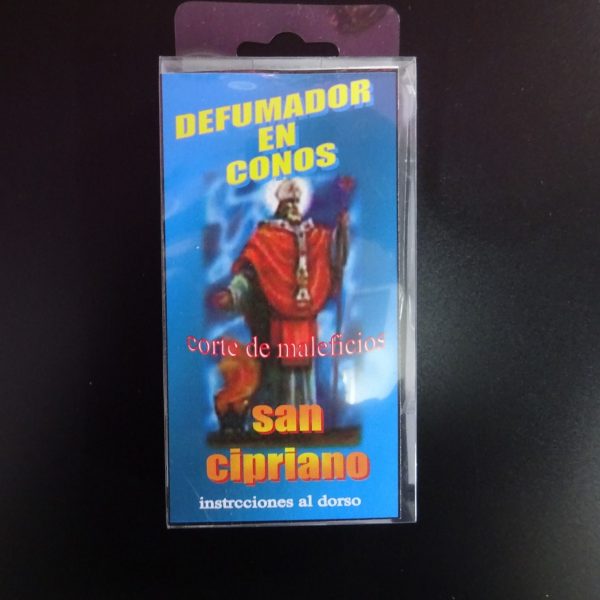 DEFUMADOR
EN
CONOS
corte de maleficios
san
cipriano
instrcciones al dorso